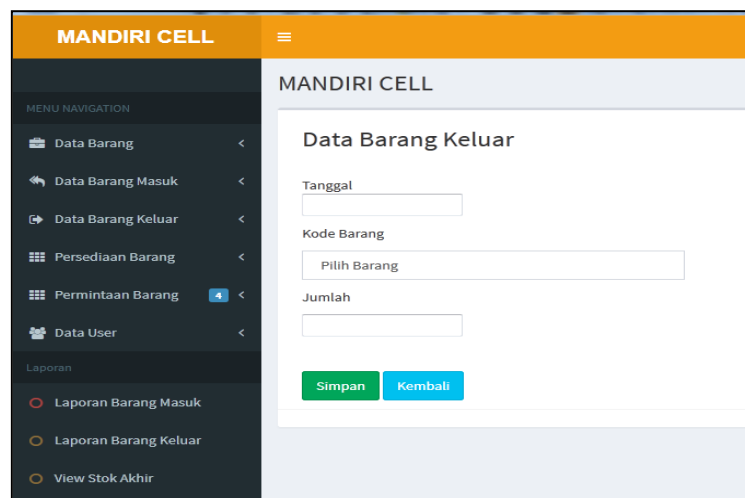 MANDIRI CELL
MANDIRI CELL
MENU NAVIGATION
Data Barang
Data Barang Masuk
Data Barang Keluar
Persediaan Barang
Permintaan Barang 4
Data User
Laporan
Laporan Barang Masuk
Laporan Barang Keluar
View Stok Akhir
Data Barang Keluar
Tanggal
Kode Barang
Pilih Barang
Jumlah
Simpan Kembali